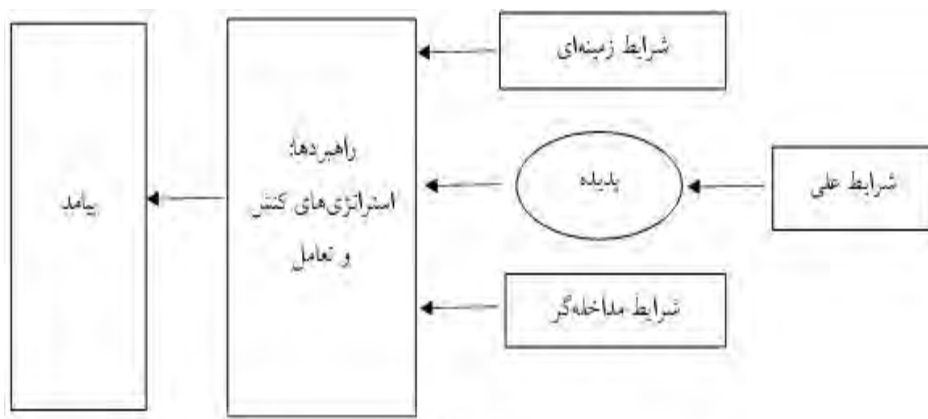 شرایط زمینه‌ای
شرایط علی
پدیده
شرایط مداخله‌گر
راهبردها:
استراتژی‌های کنش
و تعامل
پیامد